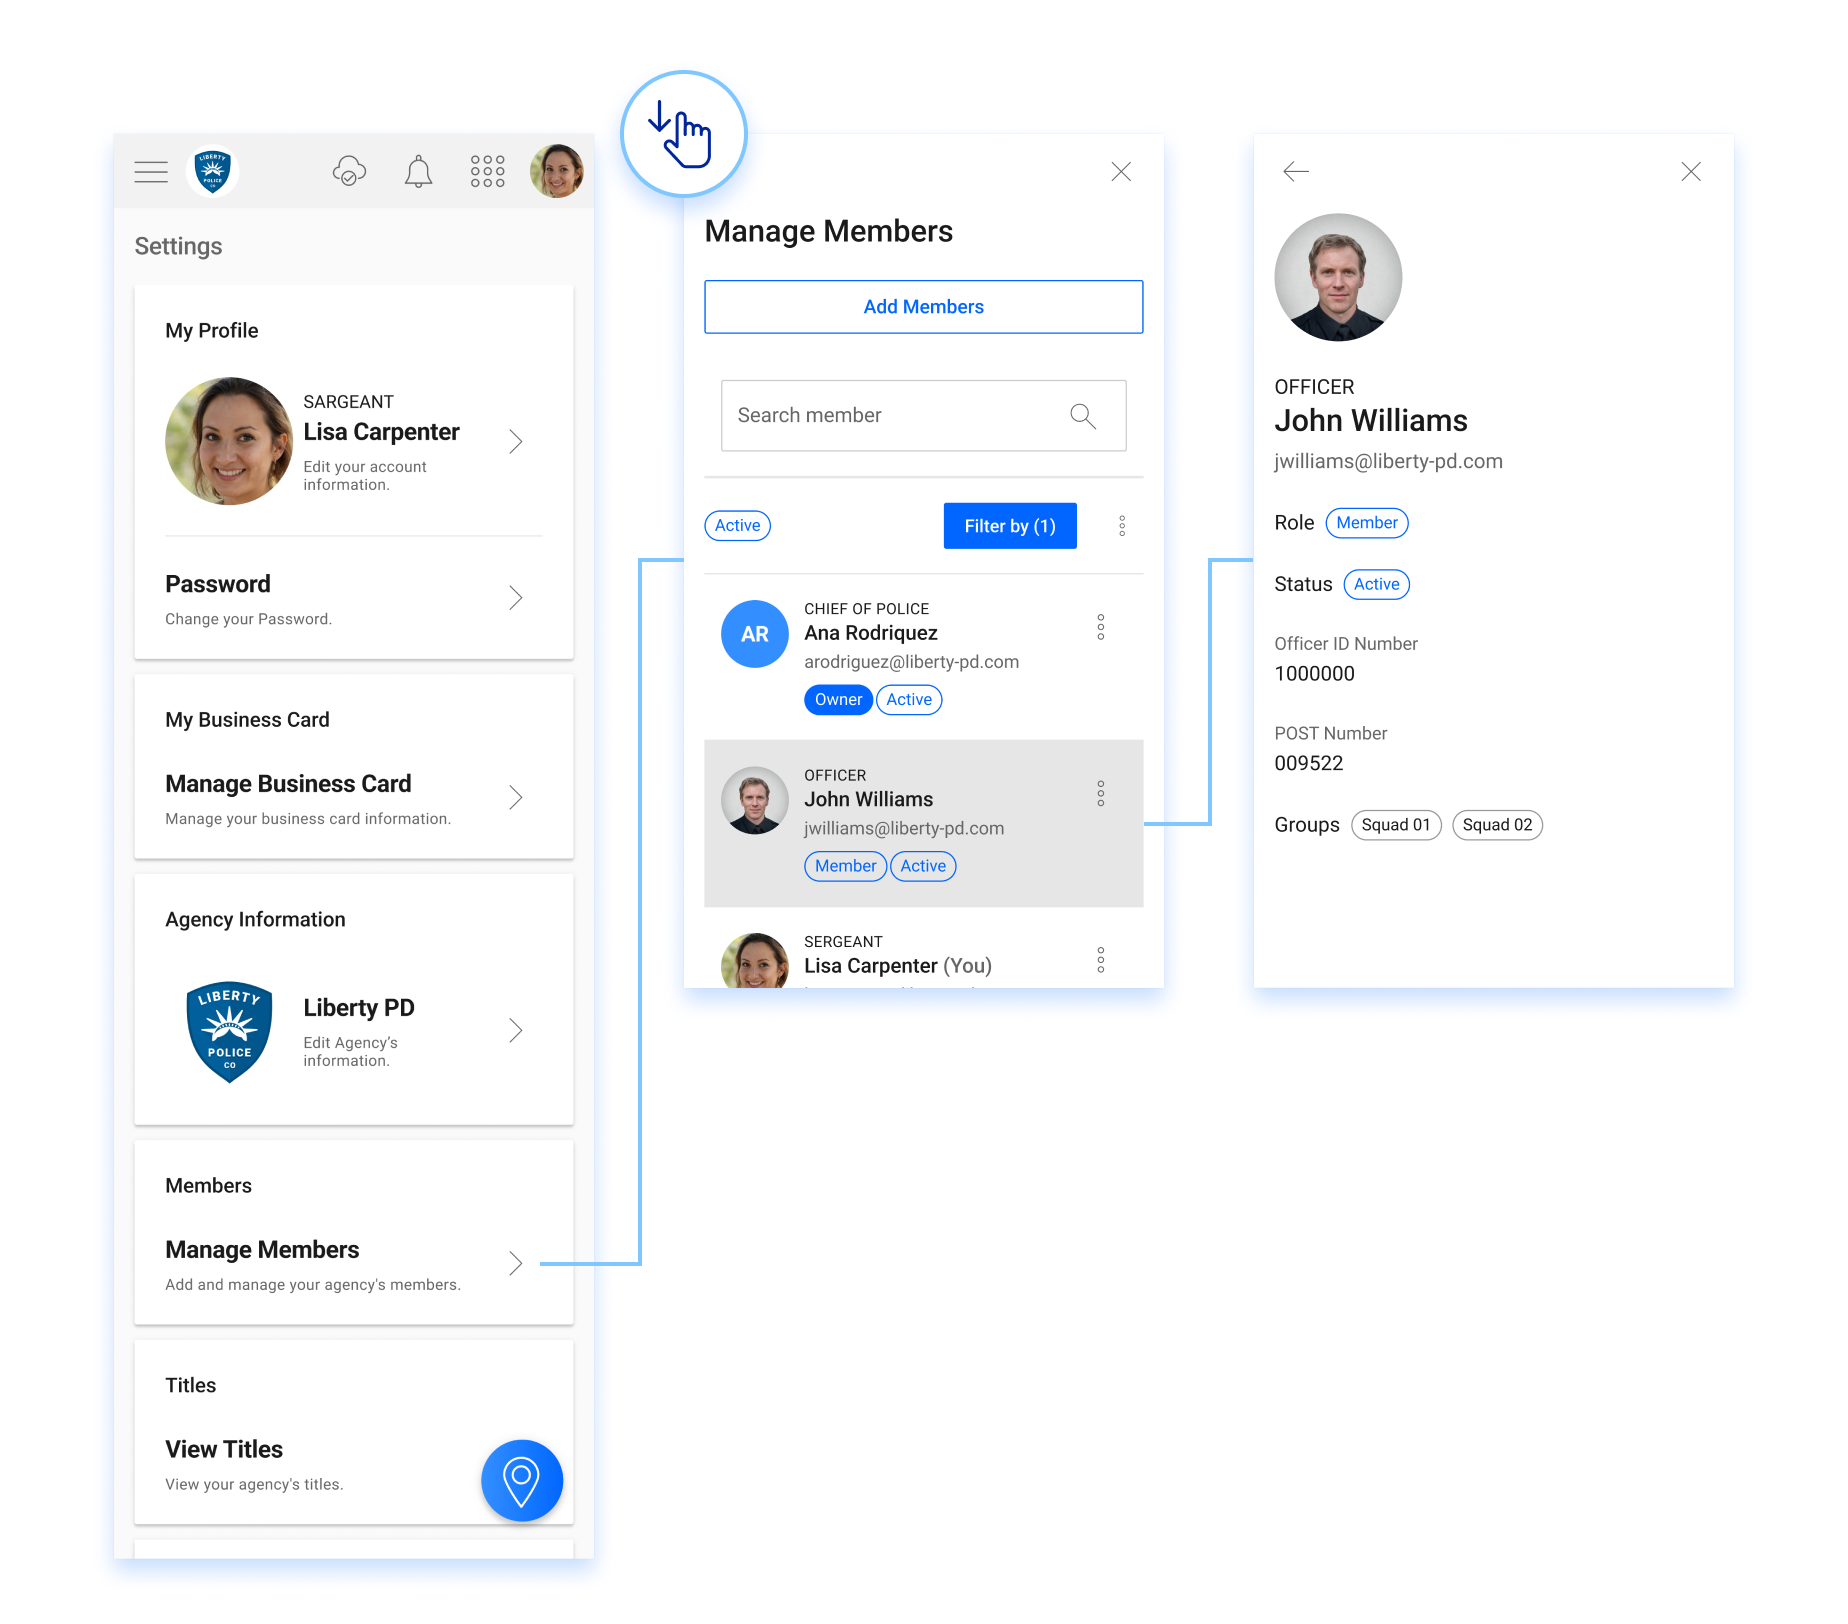 LIBERTY
POLICE
CO
Settings
My Profile
SARGEANT
Lisa Carpenter
Edit your account
information.
Password
Change your Password.
My Business Card
Manage Business Card
Manage your business card information.
Agency Information
LIBERTY
POLICE
CO
Liberty PD
Edit Agency’s
information.
Members
Manage Members
Add and manage your agency's members.
Titles
View Titles
View your agency's titles.
Manage Members
Add Members
Search member
Active
Filter by (1)
AR
CHIEF OF POLICE
Ana Rodriquez
arodriguez@liberty-pd.com
Owner Active
OFFICER
John Williams
jwilliams@liberty-pd.com
Member Active
SERGEANT
Lisa Carpenter (You)
OFFICER
John Williams
jwilliams@liberty-pd.com
Role Member
Status Active
Officer ID Number
1000000
POST Number
009522
Groups Squad 01 Squad 02